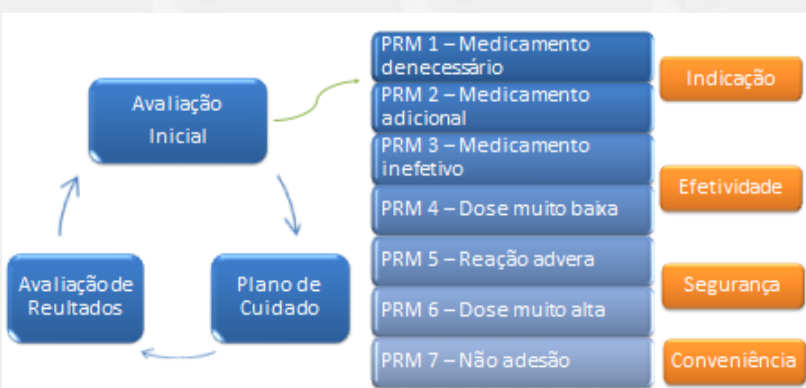 Avaliação
Inicial
Avaliação de
Reultados
Plano de
Cuidado
PRM 1 – Medicamento
denecessário
PRM 2 – Medicamento
adicional
PRM 3 – Medicamento
inefetivo
PRM 4 – Dose muito baixa
PRM 5 – Reação advera
PRM 6 – Dose muito alta
PRM 7 – Não adesão
Indicação
Efetividade
Segurança
Conveniência